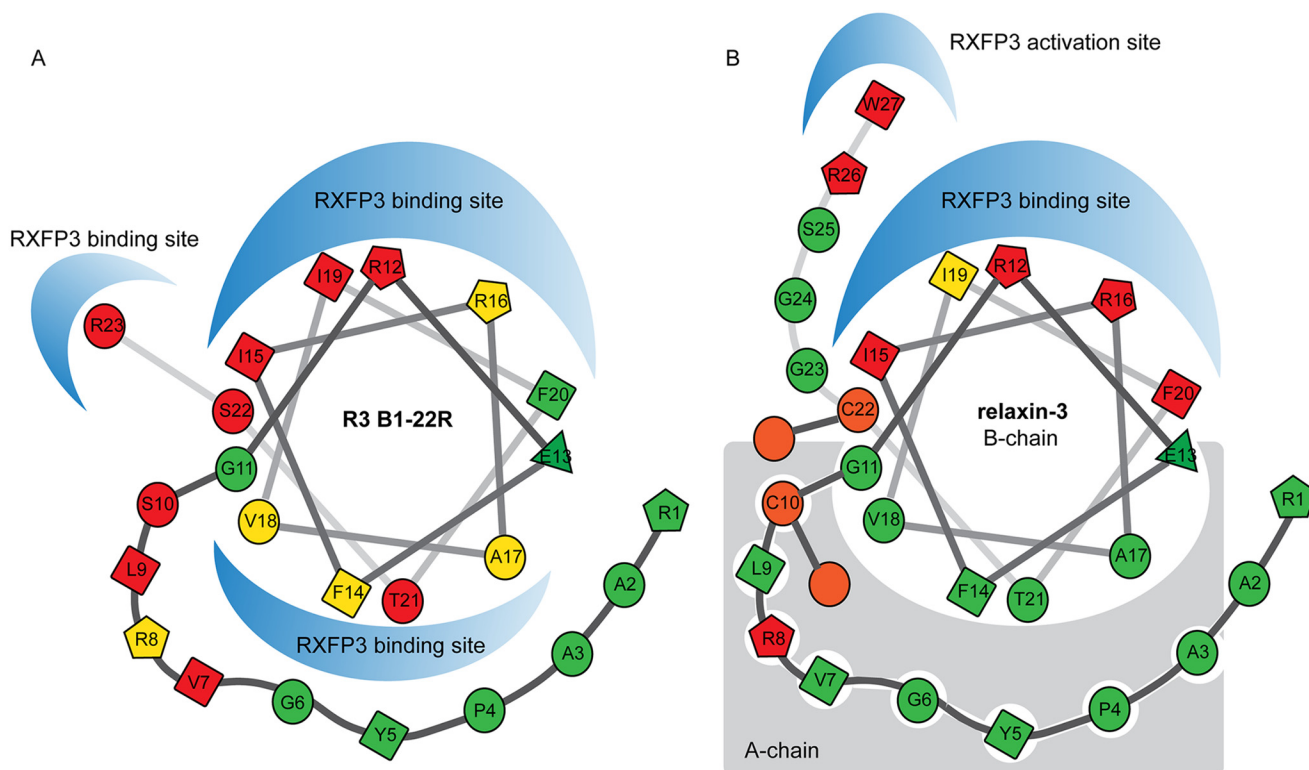 A
RXFP3 binding site
RXFP3 binding site
R23
I19
R12
R16
I15
F20
S22
R3 B1-22R
E13
G11
S10
V18
A17
R1
L9
F14
T21
A2
R8
RXFP3 binding site
A3
V7
G6
P4
Y5
B
RXFP3 activation site
W27
R26
RXFP3 binding site
S25
I19
R12
G24
R16
I15
G23
F20
C22
relaxin-3
B-chain
G11
E13
C10
R1
V18
A17
L9
F14
T21
A2
R8
A3
V7
G6
P4
Y5
A-chain